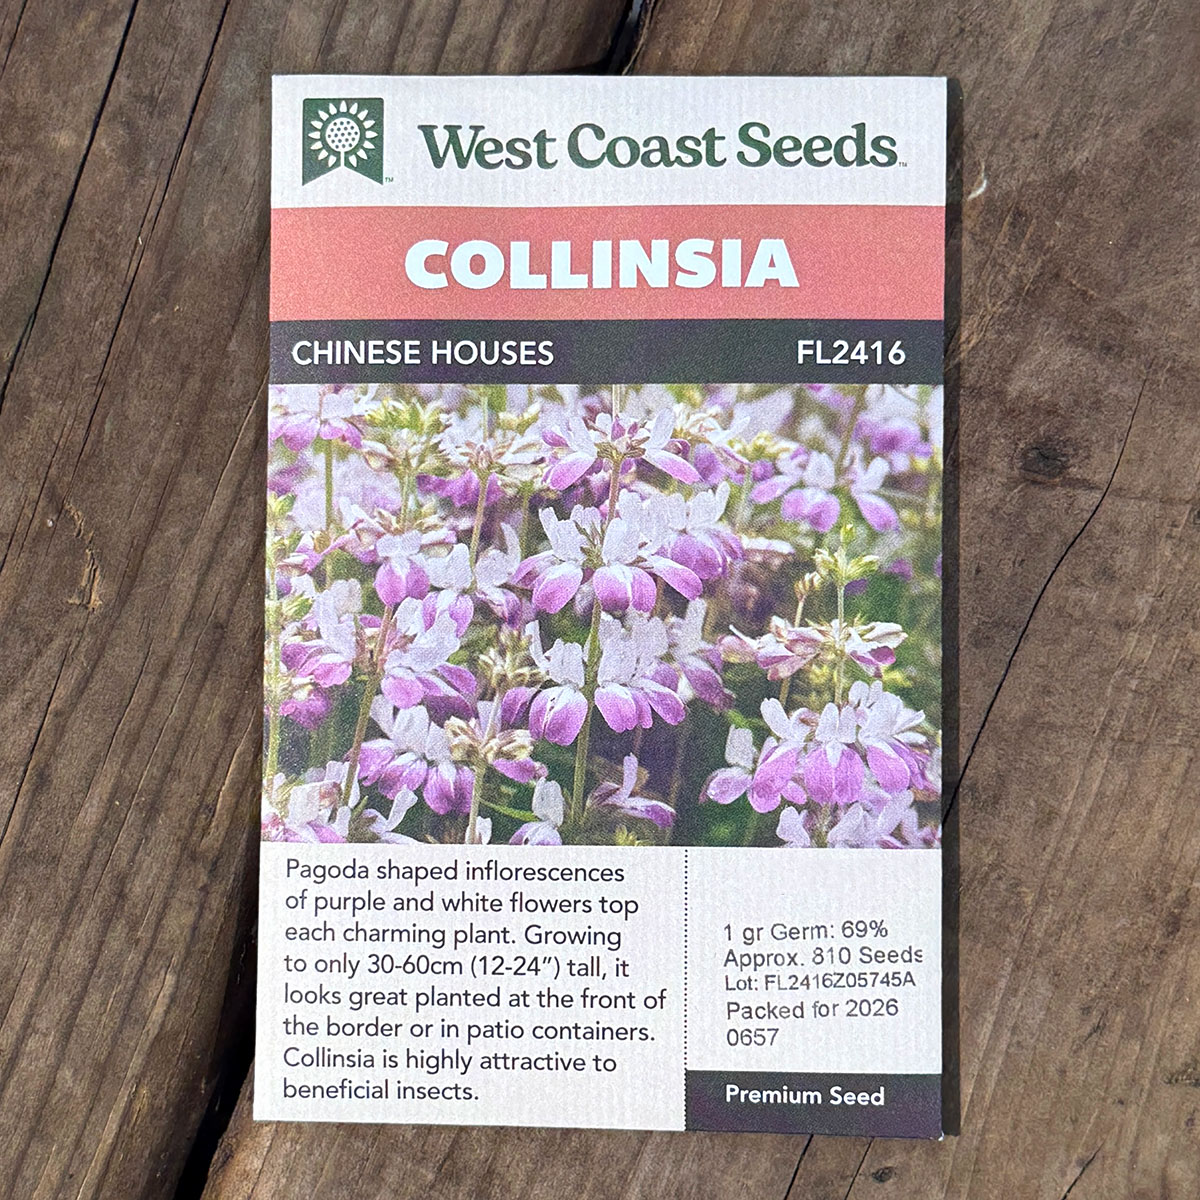 West Coast Seeds™
™
COLLINSIA
CHINESE HOUSES FL2416
Pagoda shaped inflorescences
of purple and white flowers top
each charming plant. Growing
to only 30-60cm (12-24”) tall, it
looks great planted at the front of
the border or in patio containers.
Collinsia is highly attractive to
beneficial insects.
1 gr Germ: 69%
Approx. 810 Seeds
Lot: FL2416Z05745A
Packed for 2026
0657
Premium Seed